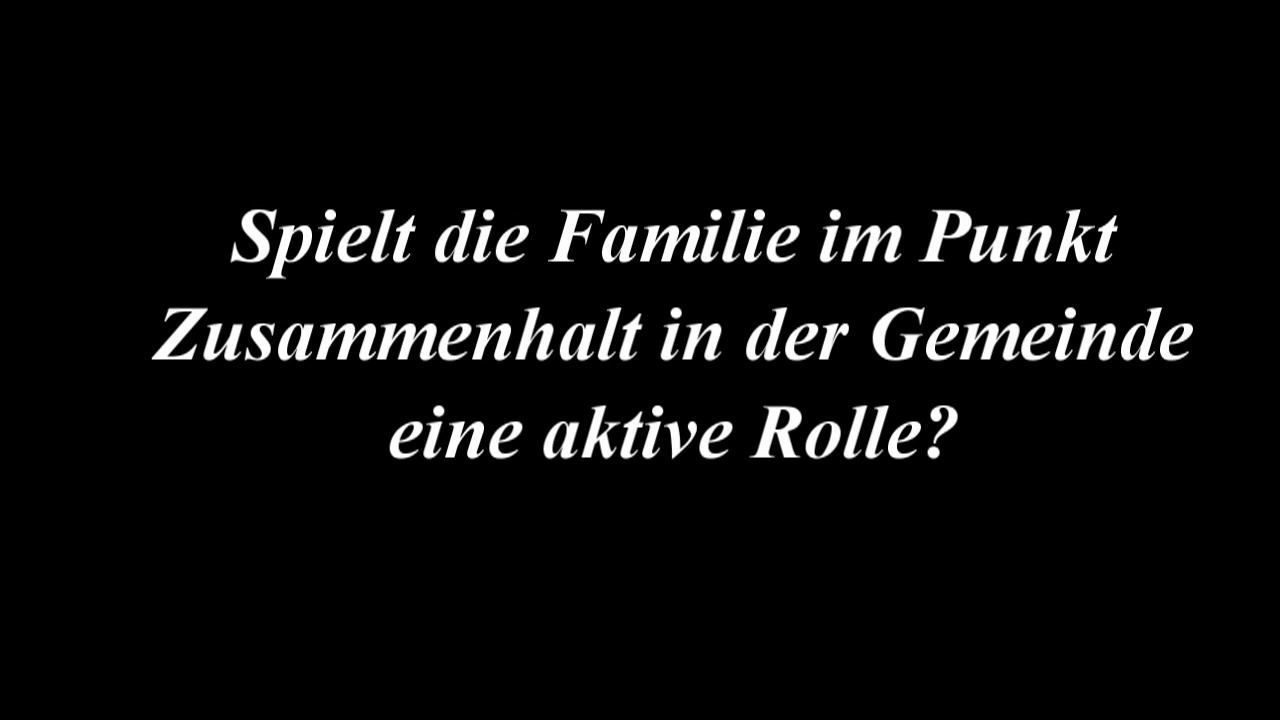 Spielt die Familie im Punkt
Zusammenhalt in der Gemeinde
eine aktive Rolle?